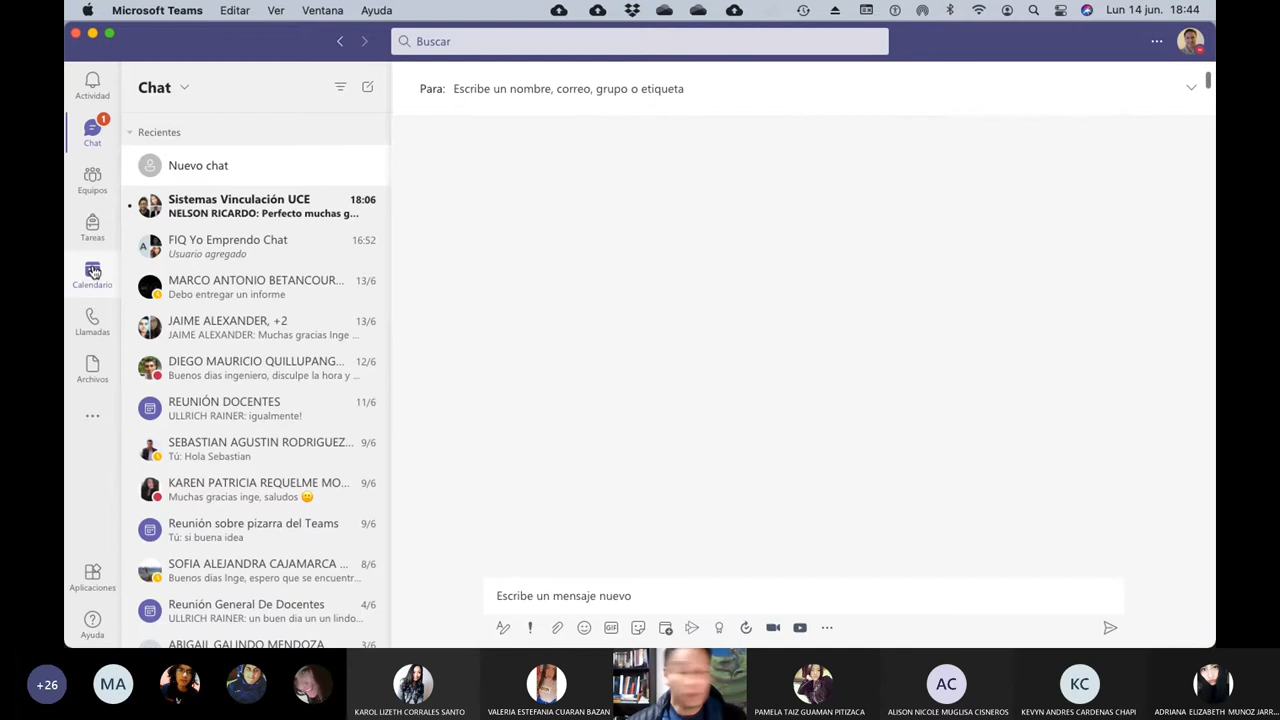 Microsoft Teams Editar Ver Ventana Ayuda Lun 14 jun. 18:44
Buscar
Actividad
Chat
1
Chat
Equipos
Tareas
Calendario
Llamadas
Archivos
Aplicaciones
Ayuda
Recientes
Nuevo chat
Sistemas Vinculación UCE 18:06
NELSON RICARDO: Perfecto muchas g...
FIQ Yo Emprendo Chat 16:52
Usuario agregado
MARCO ANTONIO BETANCOUR... 13/6
Debo entregar un informe
JAIME ALEXANDER, +2 13/6
JAIME ALEXANDER: Muchas gracias Inge ...
DIEGO MAURICIO QUILLUPANG... 12/6
Buenos dias ingeniero, disculpe la hora y ...
REUNIÓN DOCENTES 11/6
ULLRICH RAINER: igualmente!
SEBASTIAN AGUSTIN RODRIGUEZ... 9/6
Tú: Hola Sebastian
KAREN PATRICIA REQUELME MO... 9/6
Muchas gracias inge, saludos
Reunión sobre pizarra del Teams 9/6
Tú: si buena idea
SOFIA ALEJANDRA CAJAMARCA ... 8/6
Buenos dias Inge, espero que se encuentr...
Reunión General De Docentes 4/6
ULLRICH RAINER: un buen dia un un lindo...
ABIGAIL GALINDO MENDOZA
Para: Escribe un nombre, correo, grupo o etiqueta
Escribe un mensaje nuevo
GIF
+26
MA
A
KAROL LIZETH CORRALES SANTO
VALERIA ESTEFANIA CUARAN BAZAN
PAMELA TAIZ GUAMAN PITIZACA
AC
ALISON NICOLE MUGLISA CISNEROS
KC
KEVYN ANDRES CARDENAS CHAPI
ADRIANA ELIZABETH MUNOZ JARR...